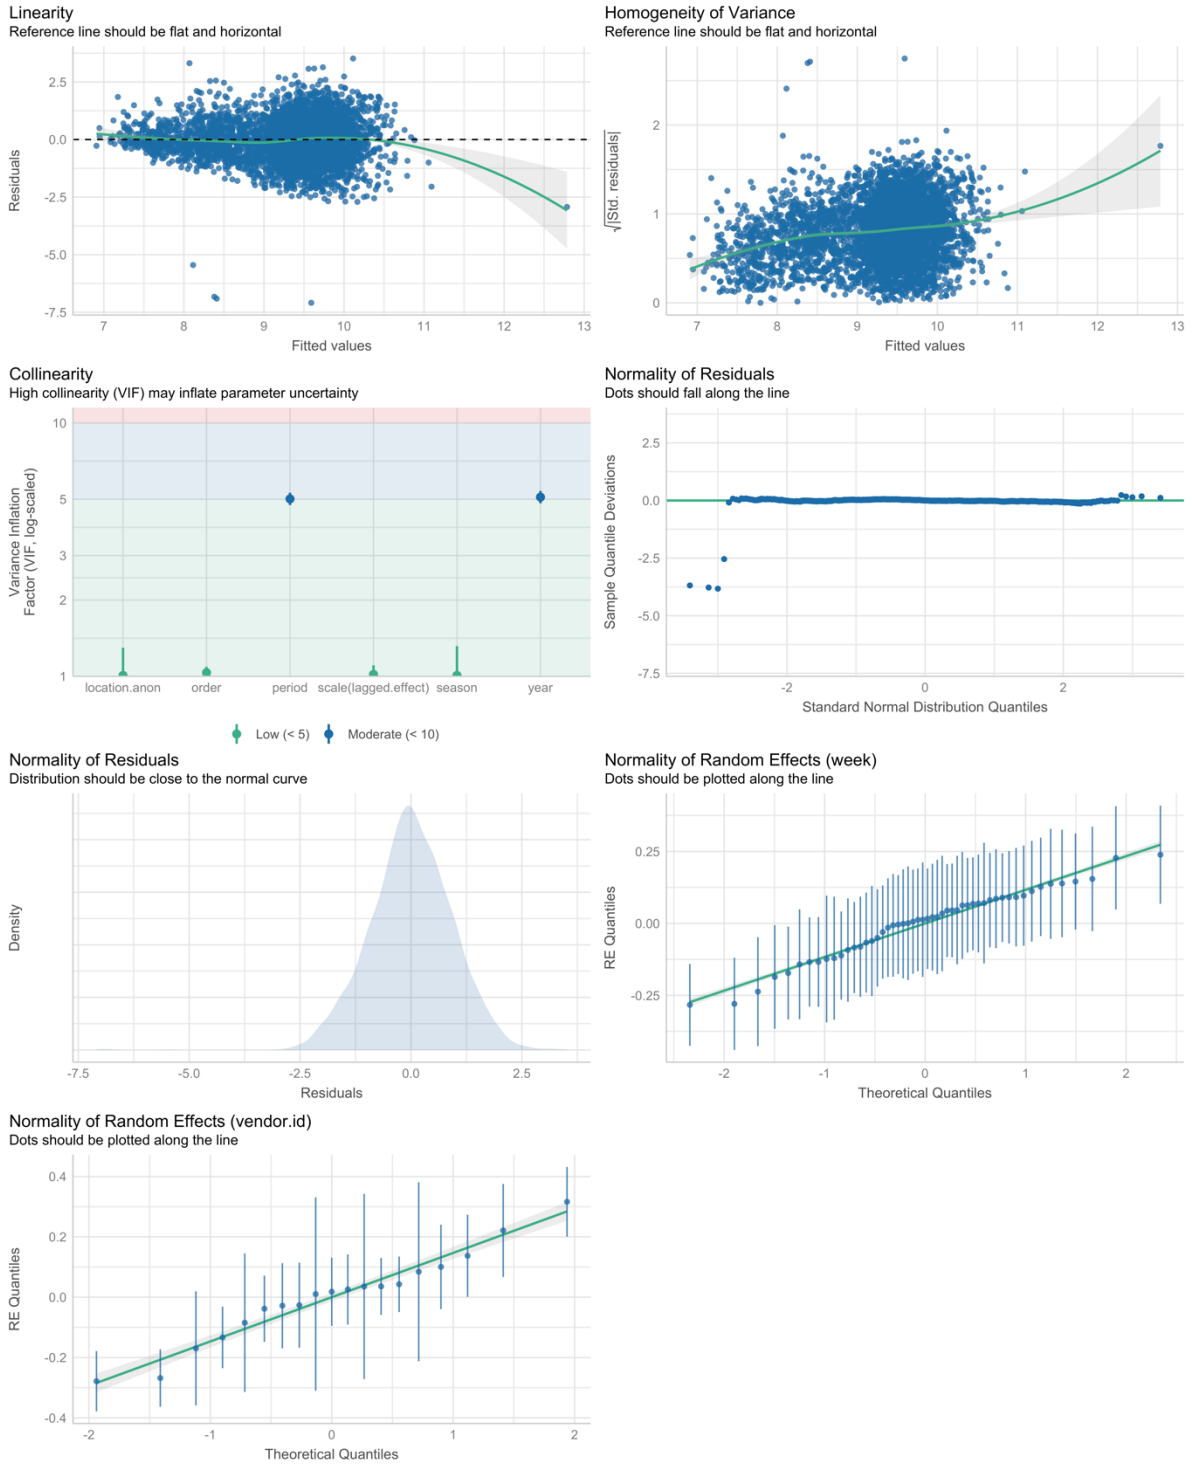 Linearity
Reference line should be flat and horizontal
2.5
0.0
-2.5
-5.0
-7.5
Residuals
7 8 9 10 11 12 13
Fitted values
Homogeneity of Variance
Reference line should be flat and horizontal
2
1
0
√|Std. residuals|
7 8 9 10 11 12 13
Fitted values
Collinearity
High collinearity (VIF) may inflate parameter uncertainty
10
5
3
2
1
Variance Inflation
Factor (VIF, log-scaled)
location.anon order period scale(lagged.effect) season year
Low (< 5) Moderate (< 10)
Normality of Residuals
Dots should fall along the line
2.5
0.0
-2.5
-5.0
-7.5
Sample Quantile Deviations
-2 0 2
Standard Normal Distribution Quantiles
Normality of Residuals
Distribution should be close to the normal curve
Density
-7.5 -5.0 -2.5 0.0 2.5
Residuals
Normality of Random Effects (week)
Dots should be plotted along the line
0.25
0.00
-0.25
RE Quantiles
-2 -1 0 1 2
Theoretical Quantiles
Normality of Random Effects (vendor.id)
Dots should be plotted along the line
0.4
0.2
0.0
-0.2
-0.4
RE Quantiles
-2 -1 0 1 2
Theoretical Quantiles